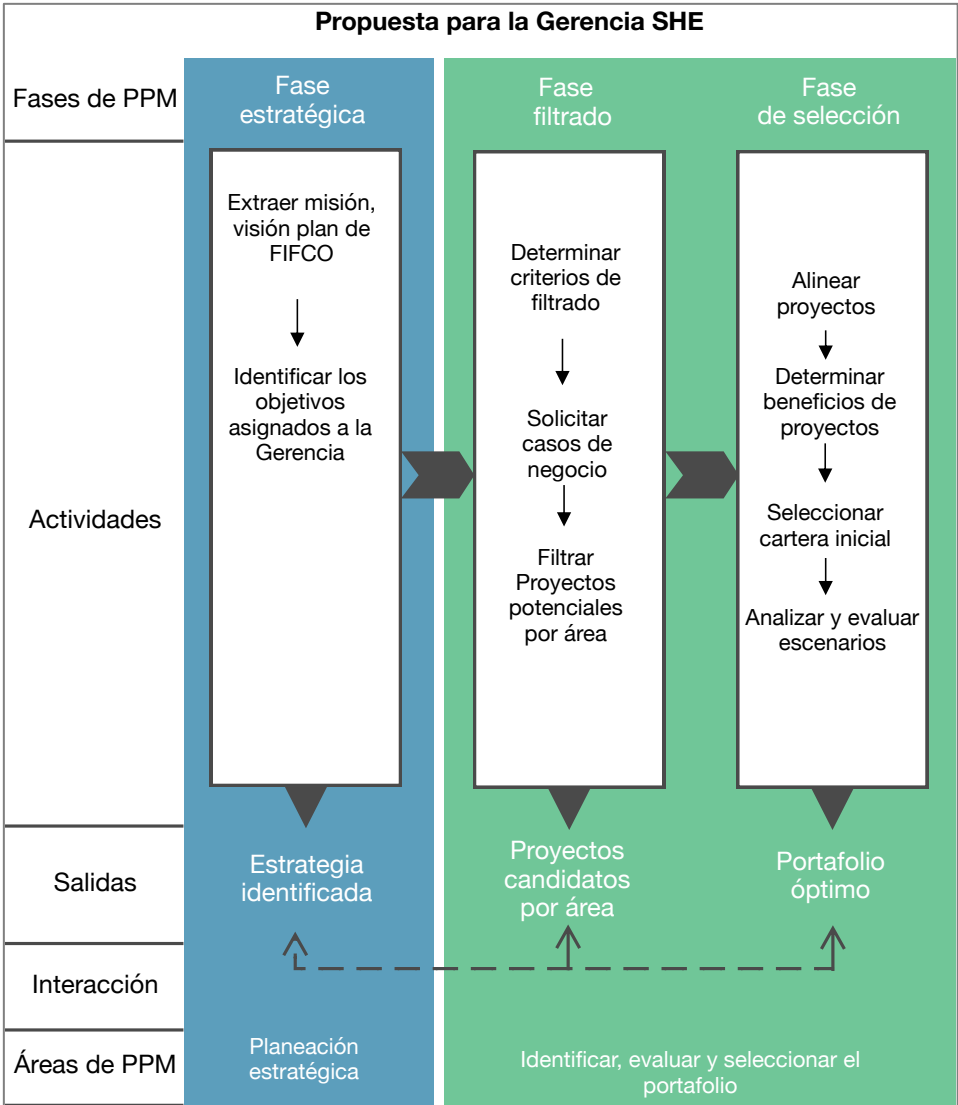 Propuesta para la Gerencia SHE
Fases de PPM
Fase
estratégica
Fase
filtrado
Fase
de selección
Actividades
Extraer misión,
visión plan de
FIFCO
Identificar los
objetivos
asignados a la
Gerencia
Determinar
criterios de
filtrado
Solicitar
casos de
negocio
Filtrar
Proyectos
potenciales
por área
Alinear
proyectos
Determinar
beneficios de
proyectos
Seleccionar
cartera inicial
Analizar y evaluar
escenarios
Salidas
Estrategia
identificada
Proyectos
candidatos
por área
Portafolio
óptimo
Interacción
Áreas de PPM
Planeación
estratégica
Identificar, evaluar y seleccionar el
portafolio